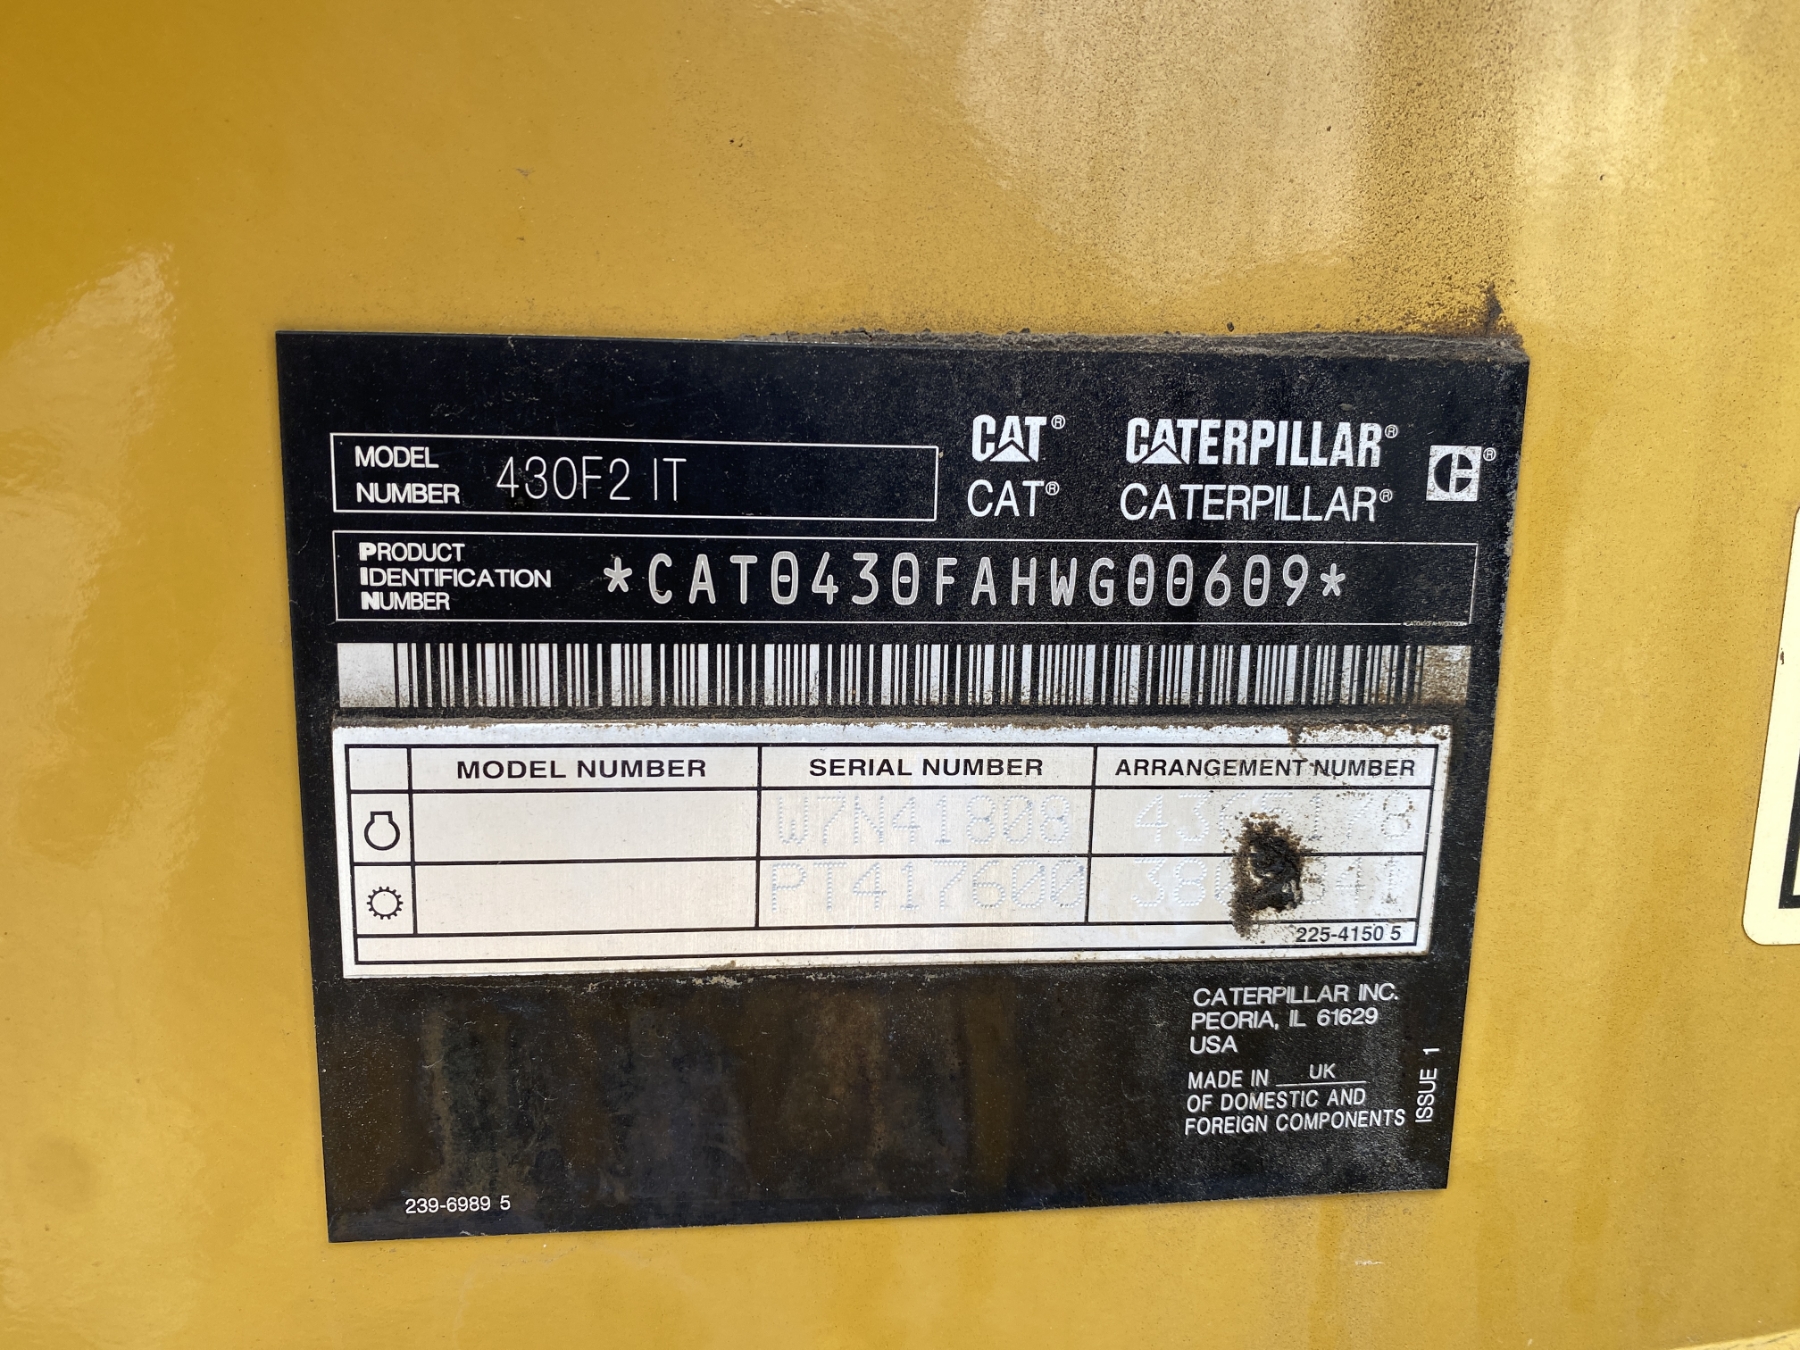 MODEL
NUMBER 430F2 IT
CAT® CATERPILLAR®
CAT® CATERPILLAR®
PRODUCT
IDENTIFICATION
NUMBER
*CAT0430FAHWG00609*
MODEL NUMBER SERIAL NUMBER ARRANGEMENT NUMBER
W7N41808
PT417600
225-4150 5
CATERPILLAR INC.
PEORIA, IL 61629
USA
MADE IN UK
OF DOMESTIC AND
FOREIGN COMPONENTS
ISSUE 1
239-6989 5